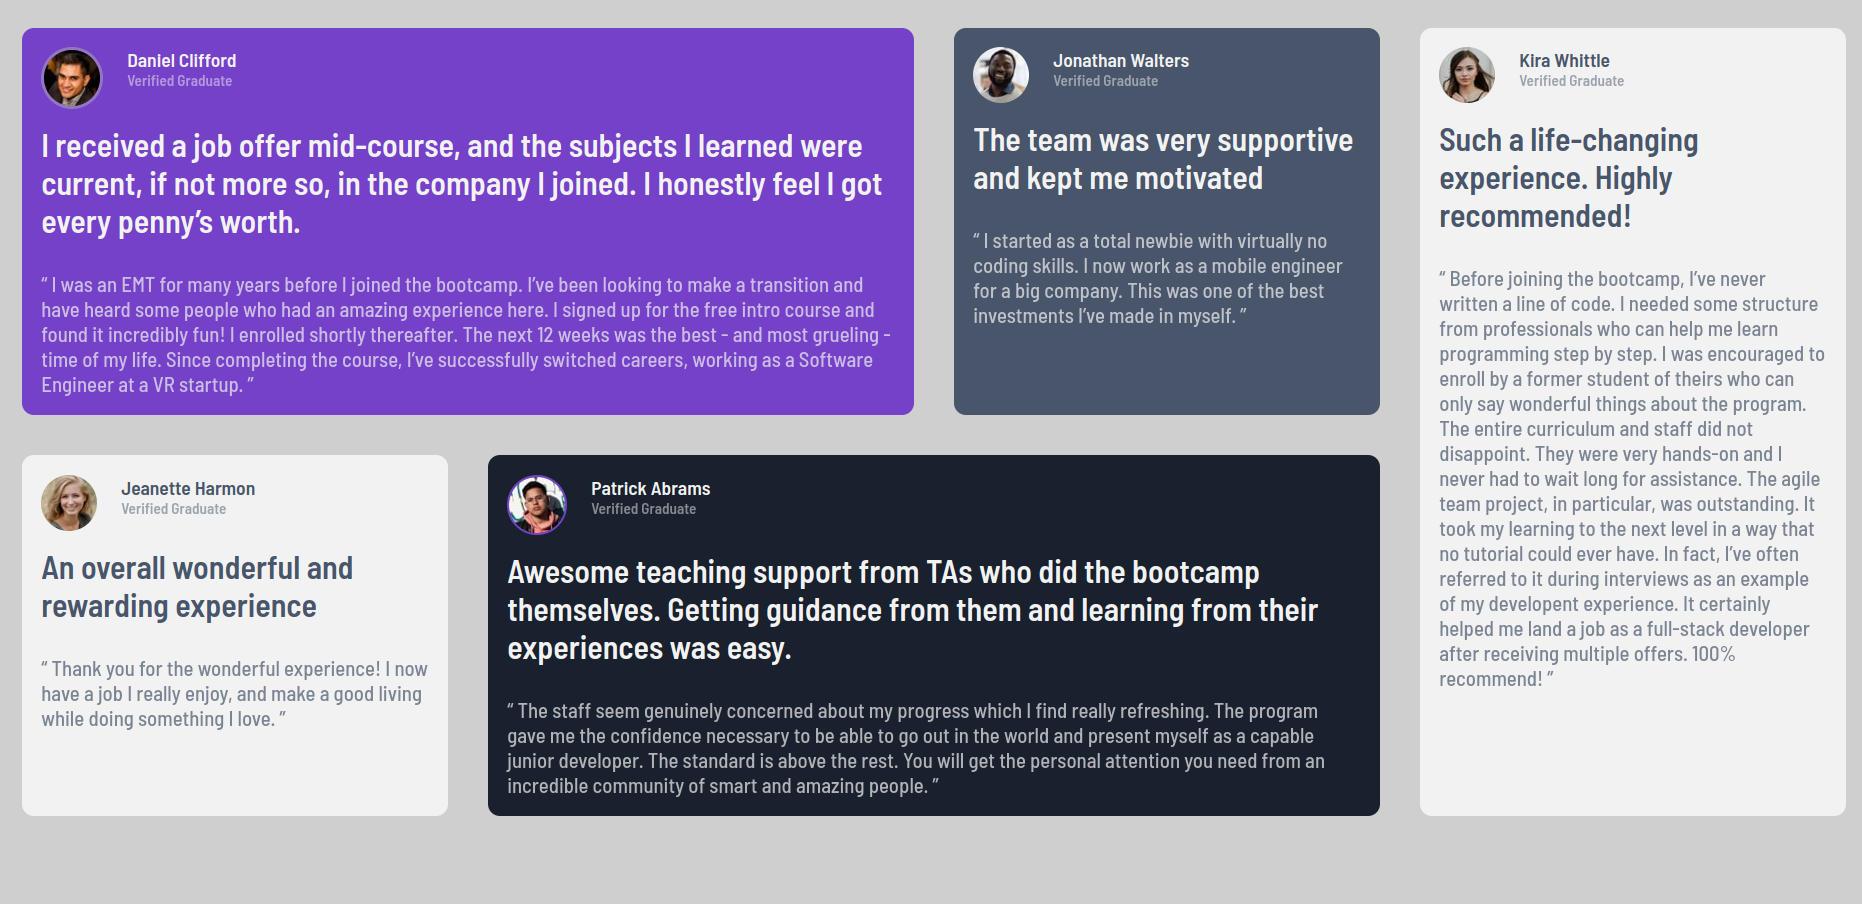 Daniel Clifford
Verified Graduate
I received a job offer mid-course, and the subjects I learned were
current, if not more so, in the company I joined. I honestly feel I got
every penny’s worth.
“ I was an EMT for many years before I joined the bootcamp. I’ve been looking to make a transition and
have heard some people who had an amazing experience here. I signed up for the free intro course and
found it incredibly fun! I enrolled shortly thereafter. The next 12 weeks was the best - and most grueling -
time of my life. Since completing the course, I’ve successfully switched careers, working as a Software
Engineer at a VR startup. ”
Jonathan Walters
Verified Graduate
The team was very supportive
and kept me motivated
“ I started as a total newbie with virtually no
coding skills. I now work as a mobile engineer
for a big company. This was one of the best
investments I’ve made in myself. ”
Kira Whittle
Verified Graduate
Such a life-changing
experience. Highly
recommended!
“ Before joining the bootcamp, I’ve never
written a line of code. I needed some structure
from professionals who can help me learn
programming step by step. I was encouraged to
enroll by a former student of theirs who can
only say wonderful things about the program.
The entire curriculum and staff did not
disappoint. They were very hands-on and I
never had to wait long for assistance. The agile
team project, in particular, was outstanding. It
took my learning to the next level in a way that
no tutorial could ever have. In fact, I’ve often
referred to it during interviews as an example
of my developent experience. It certainly
helped me land a job as a full-stack developer
after receiving multiple offers. 100%
recommend! ”
Jeanette Harmon
Verified Graduate
An overall wonderful and
rewarding experience
“ Thank you for the wonderful experience! I now
have a job I really enjoy, and make a good living
while doing something I love. ”
Patrick Abrams
Verified Graduate
Awesome teaching support from TAs who did the bootcamp
themselves. Getting guidance from them and learning from their
experiences was easy.
“ The staff seem genuinely concerned about my progress which I find really refreshing. The program
gave me the confidence necessary to be able to go out in the world and present myself as a capable
junior developer. The standard is above the rest. You will get the personal attention you need from an
incredible community of smart and amazing people. ”